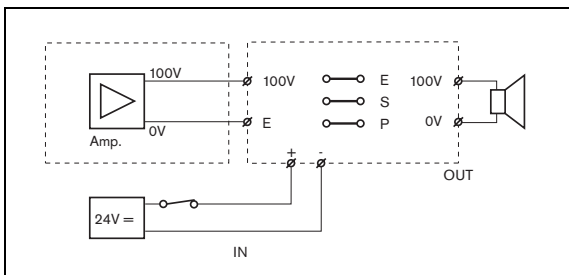 100V
0V
Amp.
100V
E
E
S
P
100V
0V
+ -
OUT
24V =
IN